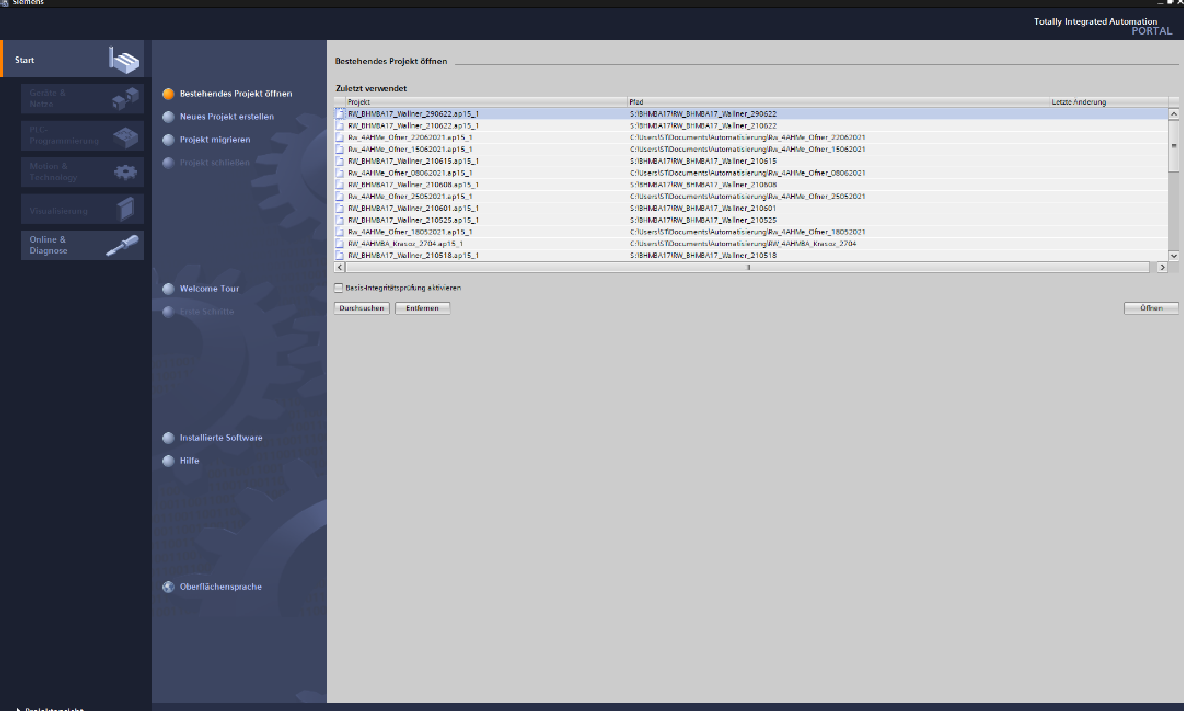 Siemens
Totally Integrated Automation
PORTAL
Start
Geräte &
Netze
PLC-
Programmierung
Motion &
Technology
Visualisierung
Online &
Diagnose
Bestehendes Projekt öffnen
Neues Projekt erstellen
Projekt migrieren
Projekt schließen
Welcome Tour
Erste Schritte
Installierte Software
Hilfe
Oberflächensprache
Bestehendes Projekt öffnen
Zuletzt verwendet
Projekt Pfad Letzte Änderung
RW_BHMBA17_Wallner_290622.ap15_1 S:\BHMBA17\RW_BHMBA17_Wallner_290622
RW_BHMBA17_Wallner_210622.ap15_1 S:\BHMBA17\RW_BHMBA17_Wallner_210622
Rw_4AHMe_Ofner_22062021.ap15_1 C:\Users\ST\Documents\Automatisierung\Rw_4AHMe_Ofner_22062021
Rw_4AHMe_Ofner_15062021.ap15_1 C:\Users\ST\Documents\Automatisierung\Rw_4AHMe_Ofner_15062021
RW_BHMBA17_Wallner_210615.ap15_1 S:\BHMBA17\RW_BHMBA17_Wallner_210615
Rw_4AHMe_Ofner_08062021.ap15_1 C:\Users\ST\Documents\Automatisierung\Rw_4AHMe_Ofner_08062021
RW_BHMBA17_Wallner_210608.ap15_1 S:\BHMBA17\RW_BHMBA17_Wallner_210608
RW_4AHMe_Ofner_25052021.ap15_1 C:\Users\ST\Documents\Automatisierung\RW_4AHMe_Ofner_25052021
RW_BHMBA17_Wallner_210601.ap15_1 S:\BHMBA17\RW_BHMBA17_Wallner_210601
RW_BHMBA17_Wallner_210525.ap15_1 S:\BHMBA17\RW_BHMBA17_Wallner_210525
Rw_4AHMe_Ofner_18052021.ap15_1 C:\Users\ST\Documents\Automatisierung\Rw_4AHMe_Ofner_18052021
RW_4AHMBA_Krasox_2704.ap15_1 C:\Users\ST\Documents\Automatisierung\RW_4AHMBA_Krasox_2704
RW_BHMBA17_Wallner_210518.ap15_1 S:\BHMBA17\RW_BHMBA17_Wallner_210518
Basis-Integritätsprüfung aktivieren
Durchsuchen Entfernen Öffnen
Projektansicht